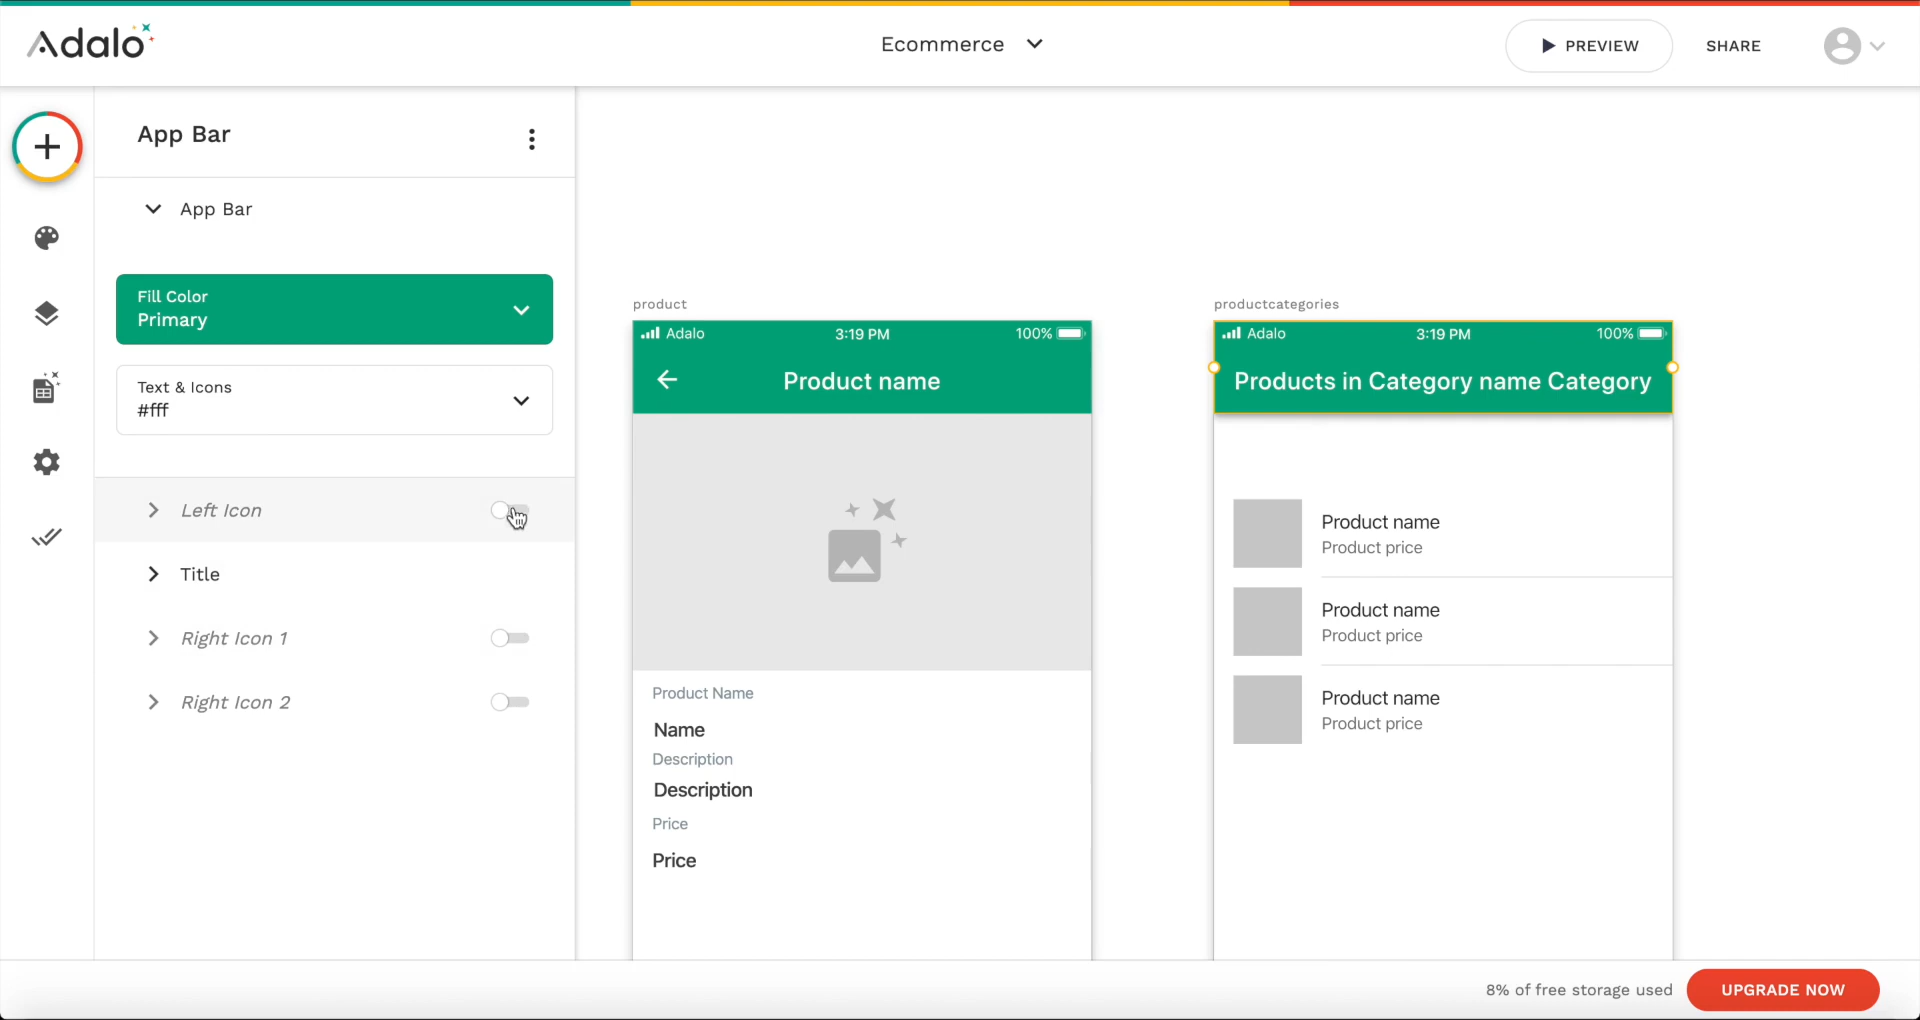 Adalo
Ecommerce
PREVIEW
SHARE
App Bar
App Bar
Fill Color
Primary
Text & Icons
#fff
Left Icon
Title
Right Icon 1
Right Icon 2
product
Adalo 3:19 PM 100%
Product name
Product Name
Name
Description
Description
Price
Price
productcategories
Adalo 3:19 PM 100%
Products in Category name Category
Product name
Product price
Product name
Product price
Product name
Product price
8% of free storage used
UPGRADE NOW